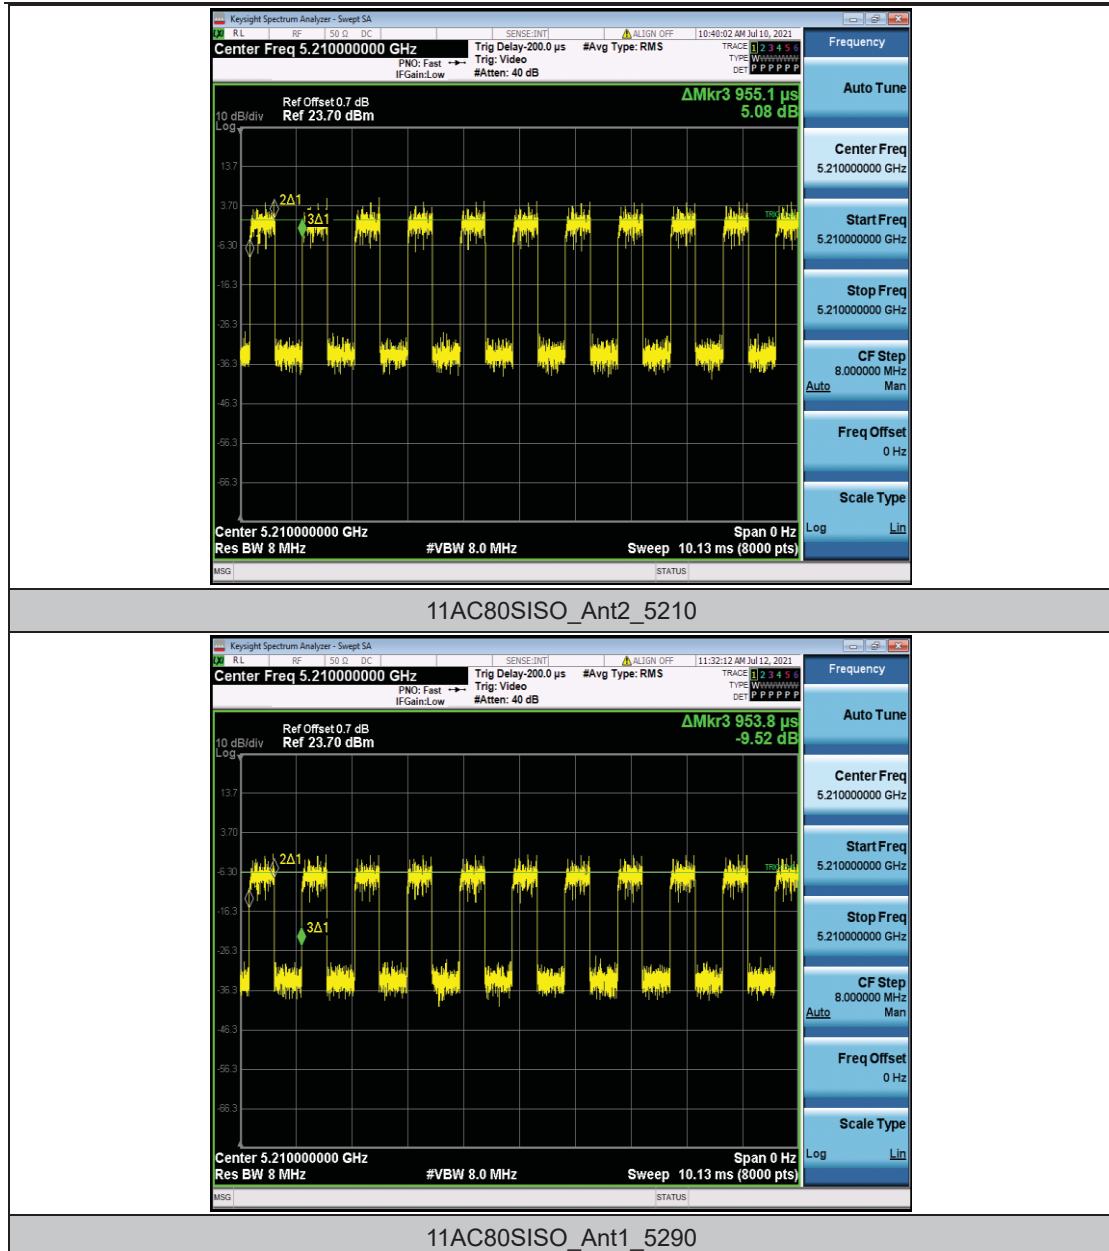 Keysight Spectrum Analyzer - Swept SA
LXI RL RF 50 Ω DC SENSE:INT ALIGN OFF 10:40:02 AM Jul 10, 2021
Center Freq 5.210000000 GHz
Trig Delay-200.0 µs #Avg Type: RMS
TRACE 1 2 3 4 5 6
PNO: Fast Trig: Video
TYPE WWWWWW
IFGain:Low #Atten: 40 dB
DET P P P P P P
Frequency
ΔMkr3 955.1 µs
5.08 dB
Ref Offset 0.7 dB
10 dB/div Ref 23.70 dBm
Log
13.7
3.70
-6.30
-16.3
-26.3
-36.3
-46.3
-56.3
-66.3
2Δ1
3Δ1
Center 5.210000000 GHz Span 0 Hz
Res BW 8 MHz #VBW 8.0 MHz Sweep 10.13 ms (8000 pts)
MSG STATUS
Auto Tune
Center Freq
5.210000000 GHz
Start Freq
5.210000000 GHz
Stop Freq
5.210000000 GHz
CF Step
8.000000 MHz
Auto Man
Freq Offset
0 Hz
Scale Type
Log Lin
11AC80SISO_Ant2_5210
Keysight Spectrum Analyzer - Swept SA
LXI RL RF 50 Ω DC SENSE:INT ALIGN OFF 11:32:12 AM Jul 12, 2021
Center Freq 5.210000000 GHz
Trig Delay-200.0 µs #Avg Type: RMS
TRACE 1 2 3 4 5 6
PNO: Fast Trig: Video
TYPE WWWWWW
IFGain:Low #Atten: 40 dB
DET P P P P P P
Frequency
ΔMkr3 953.8 µs
-9.52 dB
Ref Offset 0.7 dB
10 dB/div Ref 23.70 dBm
Log
13.7
3.70
-6.30
-16.3
-26.3
-36.3
-46.3
-56.3
-66.3
2Δ1
3Δ1
Center 5.210000000 GHz Span 0 Hz
Res BW 8 MHz #VBW 8.0 MHz Sweep 10.13 ms (8000 pts)
MSG STATUS
Auto Tune
Center Freq
5.210000000 GHz
Start Freq
5.210000000 GHz
Stop Freq
5.210000000 GHz
CF Step
8.000000 MHz
Auto Man
Freq Offset
0 Hz
Scale Type
Log Lin
11AC80SISO_Ant1_5290